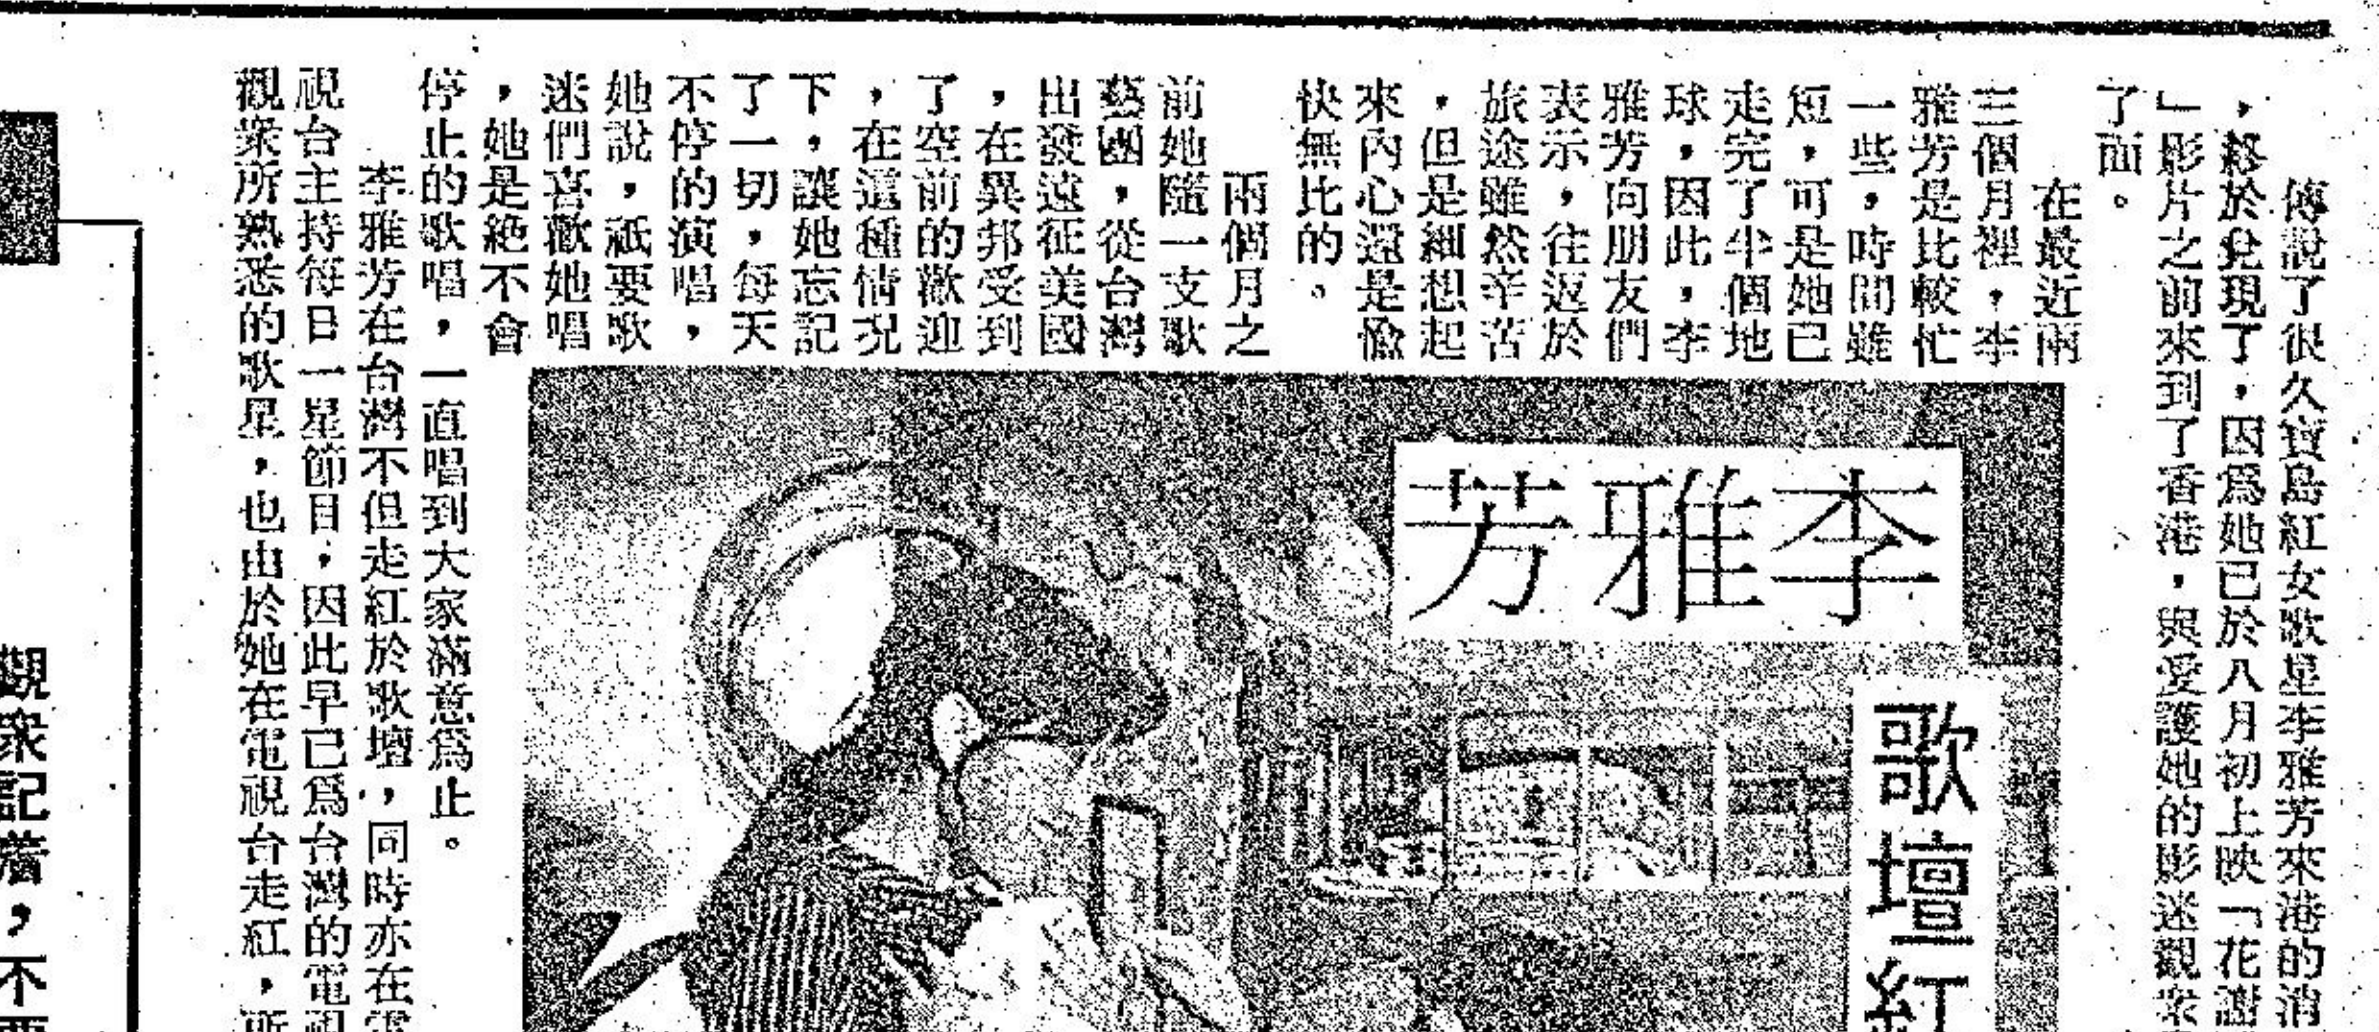 李雅芳
歌壇紅
傳說了很久寶島紅女歌星李雅芳來港的消
，終於兌現了，因爲她已於八月初上映「花謝
」影片之前來到了香港，與愛護她的影迷觀衆
了面。
在最近兩
三個月裡，李
雅芳是比較忙
一些，時間雖
短，可是她已
走完了半個地
球，因此，李
雅芳向朋友們
表示，往返於
旅途雖然辛苦
，但是細想起
來內心還是愉
快無比的。
兩個月之
前她隨一支歌
藝團，從台灣
出發遠征美國
，在異邦受到
了空前的歡迎
，在這種情況
下，讓她忘記
了一切，每天
不停的演唱，
她說，祇要歌
迷們喜歡她唱
，她是絕不會
停止的歌唱，一直唱到大家滿意爲止。
李雅芳在台灣不但走紅於歌壇，同時亦在電
視台主持每日一星節目，因此早已爲台灣的電視
觀衆所熟悉的歌星，也由於她在電視台走紅，所
觀衆記着，不要